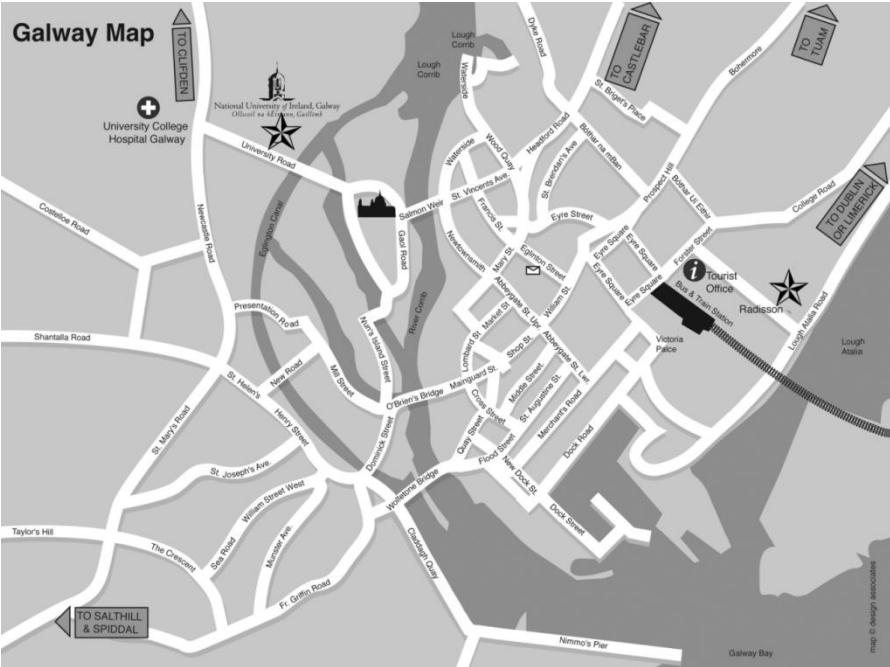 Galway Map
TO CLIFDEN
University College
Hospital Galway
National University of Ireland, Galway
Ollscoil na hÉireann, Gaillimh
University Road
Lough
Corrib
Lough
Corrib
Dyke Road
TO
CASTLEBAR
TO
TUAM
Bohermore
St. Briget's Place
Waterside
Waterside
Wood Quay
Headford Road
Bothar na mBan
St. Brendan's Ave
Prospect Hill
Bothar Ui Eithir
College Road
TO DUBLIN
OR LIMERICK
Costelloe Road
Newcastle Road
Eglington Canal
Salmon Weir
St. Vincents Ave.
Gaol Road
Francis St.
Newtownsmith
Mary St.
Eyre Street
Eglinton Street
Eyre Square
Eyre Square
Eyre Square
Eyre Square
Forster Street
i
Tourist
Office
Bus & Train Station
Radisson
Lough Atalia Road
Lough
Atalia
River Corrib
Presentation Road
Nun's Island Street
Abbeygate St. Upr.
William St.
Market St.
Lombard St.
Shop St.
Abbeygate St. Lwr
Victoria
Palce
Shantalla Road
St. Helen's
New Road
Mill Street
O'Brien's Bridge
Mainguard St.
Middle Street
St. Augustine St.
Merchant's Road
Cross Street
Quay Street
Flood Street
Dock Road
New Dock St.
Dock Street
Henry Street
Dominick Street
St. Mary's Road
St. Joseph's Ave.
William Street West
Sea Road
Munster Ave.
Wolfetone Bridge
Claddagh Quay
Taylor's Hill
The Crescent
Fr. Griffin Road
TO SALTHILL
& SPIDDAL
Nimmo's Pier
Galway Bay
map © design associates